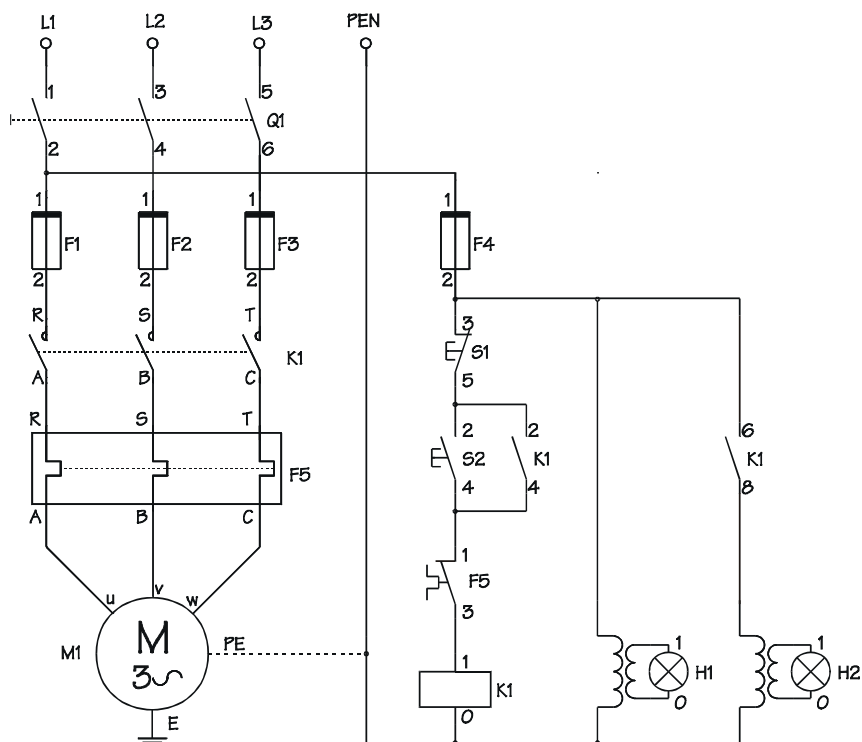 L1 L2 L3 PEN
1 3 5
Q1
2 4 6
1 1 1 1
F1 F2 F3 F4
2 2 2 2
R S T 3
K1 S1
A B C 5
R S T 2 2 6
F5 S2 K1 K1
4 4 8
A B C
1
F5
3
u v w
M1 M PE 1 1 1
3 K1 H1 H2
0 0 0
E